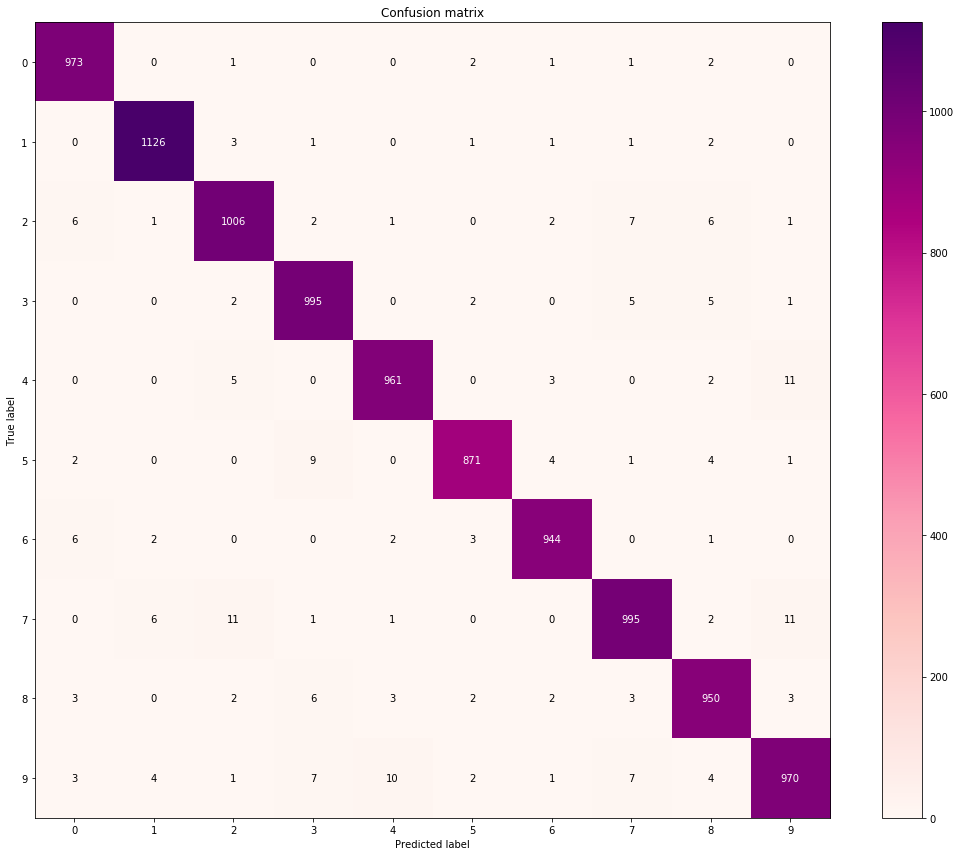 Confusion matrix
0 973 0 1 0 0 2 1 1 2 0
1 0 1126 3 1 0 1 1 1 2 0
2 6 1 1006 2 1 0 2 7 6 1
3 0 0 2 995 0 2 0 5 5 1
4 0 0 5 0 961 0 3 0 2 11
5 2 0 0 9 0 871 4 1 4 1
6 6 2 0 0 2 3 944 0 1 0
7 0 6 11 1 1 0 0 995 2 11
8 3 0 2 6 3 2 2 3 950 3
9 3 4 1 7 10 2 1 7 4 970
0 1 2 3 4 5 6 7 8 9
Predicted label
True label
1000
800
600
400
200
0